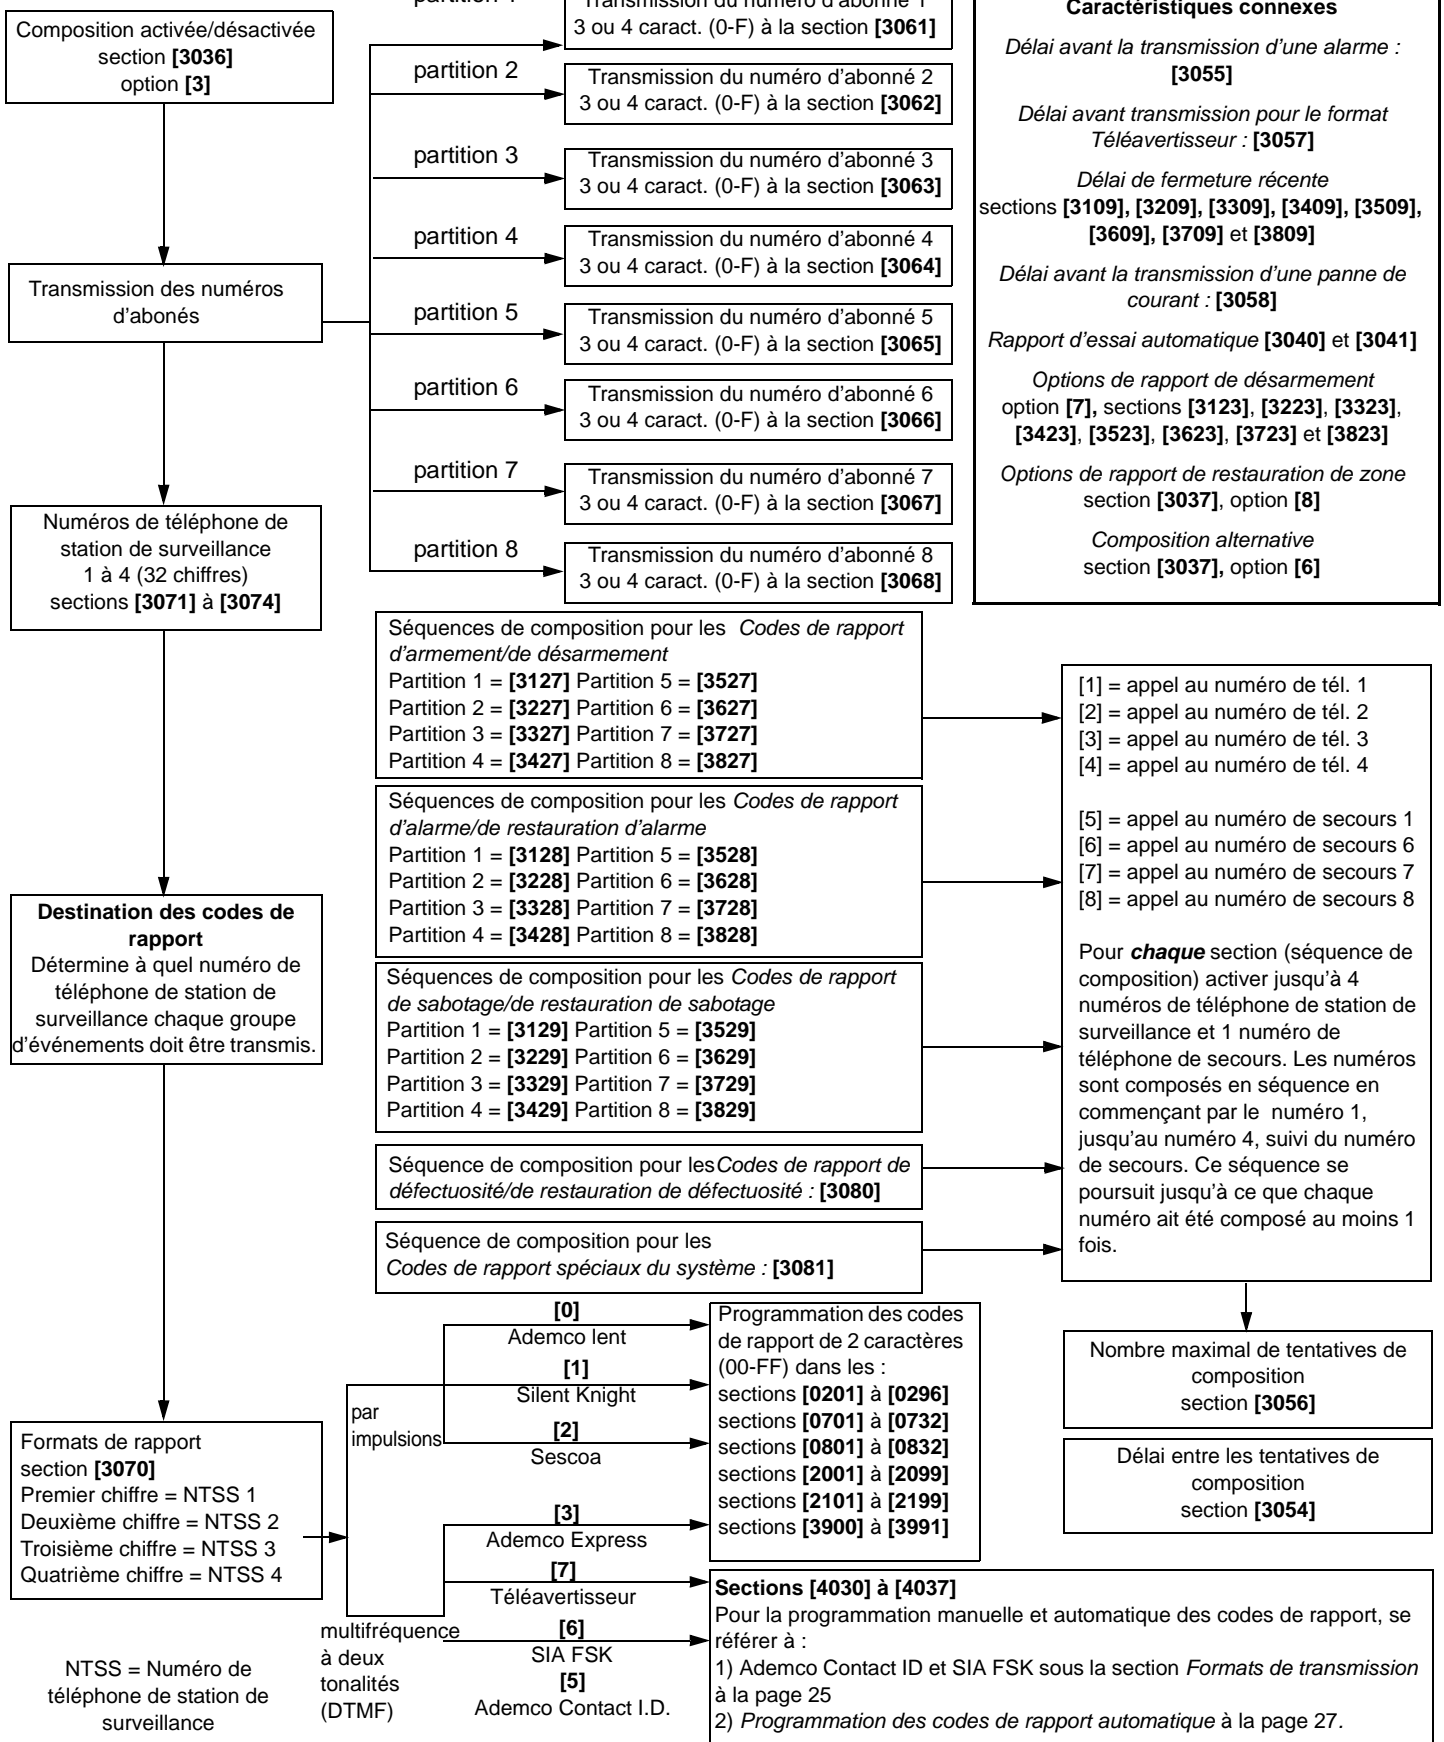 Composition activée/désactivée
section [3036]
option [3]
Transmission des numéros
d'abonés
Numéros de téléphone de
station de surveillance
1 à 4 (32 chiffres)
sections [3071] à [3074]
Destination des codes de
rapport
Détermine à quel numéro de
téléphone de station de
surveillance chaque groupe
d'événements doit être transmis.
Formats de rapport
section [3070]
Premier chiffre = NTSS 1
Deuxième chiffre = NTSS 2
Troisième chiffre = NTSS 3
Quatrième chiffre = NTSS 4
NTSS = Numéro de
téléphone de station de
surveillance
partition 1
Transmission du numéro d'abonné 1
3 ou 4 caract. (0-F) à la section [3061]
partition 2
Transmission du numéro d'abonné 2
3 ou 4 caract. (0-F) à la section [3062]
partition 3
Transmission du numéro d'abonné 3
3 ou 4 caract. (0-F) à la section [3063]
partition 4
Transmission du numéro d'abonné 4
3 ou 4 caract. (0-F) à la section [3064]
partition 5
Transmission du numéro d'abonné 5
3 ou 4 caract. (0-F) à la section [3065]
partition 6
Transmission du numéro d'abonné 6
3 ou 4 caract. (0-F) à la section [3066]
partition 7
Transmission du numéro d'abonné 7
3 ou 4 caract. (0-F) à la section [3067]
partition 8
Transmission du numéro d'abonné 8
3 ou 4 caract. (0-F) à la section [3068]
Caractéristiques connexes
Délai avant la transmission d'une alarme :
[3055]
Délai avant transmission pour le format
Téléavertisseur : [3057]
Délai de fermeture récente
sections [3109], [3209], [3309], [3409], [3509],
[3609], [3709] et [3809]
Délai avant la transmission d'une panne de
courant : [3058]
Rapport d'essai automatique [3040] et [3041]
Options de rapport de désarmement
option [7], sections [3123], [3223], [3323],
[3423], [3523], [3623], [3723] et [3823]
Options de rapport de restauration de zone
section [3037], option [8]
Composition alternative
section [3037], option [6]
Séquences de composition pour les Codes de rapport
d'armement/de désarmement
Partition 1 = [3127] Partition 5 = [3527]
Partition 2 = [3227] Partition 6 = [3627]
Partition 3 = [3327] Partition 7 = [3727]
Partition 4 = [3427] Partition 8 = [3827]
Séquences de composition pour les Codes de rapport
d'alarme/de restauration d'alarme
Partition 1 = [3128] Partition 5 = [3528]
Partition 2 = [3228] Partition 6 = [3628]
Partition 3 = [3328] Partition 7 = [3728]
Partition 4 = [3428] Partition 8 = [3828]
Séquences de composition pour les Codes de rapport
de sabotage/de restauration de sabotage
Partition 1 = [3129] Partition 5 = [3529]
Partition 2 = [3229] Partition 6 = [3629]
Partition 3 = [3329] Partition 7 = [3729]
Partition 4 = [3429] Partition 8 = [3829]
Séquence de composition pour lesCodes de rapport de
défectuosité/de restauration de défectuosité : [3080]
Séquence de composition pour les
Codes de rapport spéciaux du système : [3081]
[1] = appel au numéro de tél. 1
[2] = appel au numéro de tél. 2
[3] = appel au numéro de tél. 3
[4] = appel au numéro de tél. 4
[5] = appel au numéro de secours 1
[6] = appel au numéro de secours 6
[7] = appel au numéro de secours 7
[8] = appel au numéro de secours 8
Pour chaque section (séquence de
composition) activer jusqu'à 4
numéros de téléphone de station de
surveillance et 1 numéro de
téléphone de secours. Les numéros
sont composés en séquence en
commençant par le numéro 1,
jusqu'au numéro 4, suivi du numéro
de secours. Ce séquence se
poursuit jusqu'à ce que chaque
numéro ait été composé au moins 1
fois.
Nombre maximal de tentatives de
composition
section [3056]
Délai entre les tentatives de
composition
section [3054]
par
impulsions
[0]
Ademco lent
[1]
Silent Knight
[2]
Sescoa
multifréquence
à deux
tonalités
(DTMF)
[3]
Ademco Express
[7]
Téléavertisseur
[6]
SIA FSK
[5]
Ademco Contact I.D.
Programmation des codes
de rapport de 2 caractères
(00-FF) dans les :
sections [0201] à [0296]
sections [0701] à [0732]
sections [0801] à [0832]
sections [2001] à [2099]
sections [2101] à [2199]
sections [3900] à [3991]
Sections [4030] à [4037]
Pour la programmation manuelle et automatique des codes de rapport, se
référer à :
1) Ademco Contact ID et SIA FSK sous la section Formats de transmission
à la page 25
2) Programmation des codes de rapport automatique à la page 27.